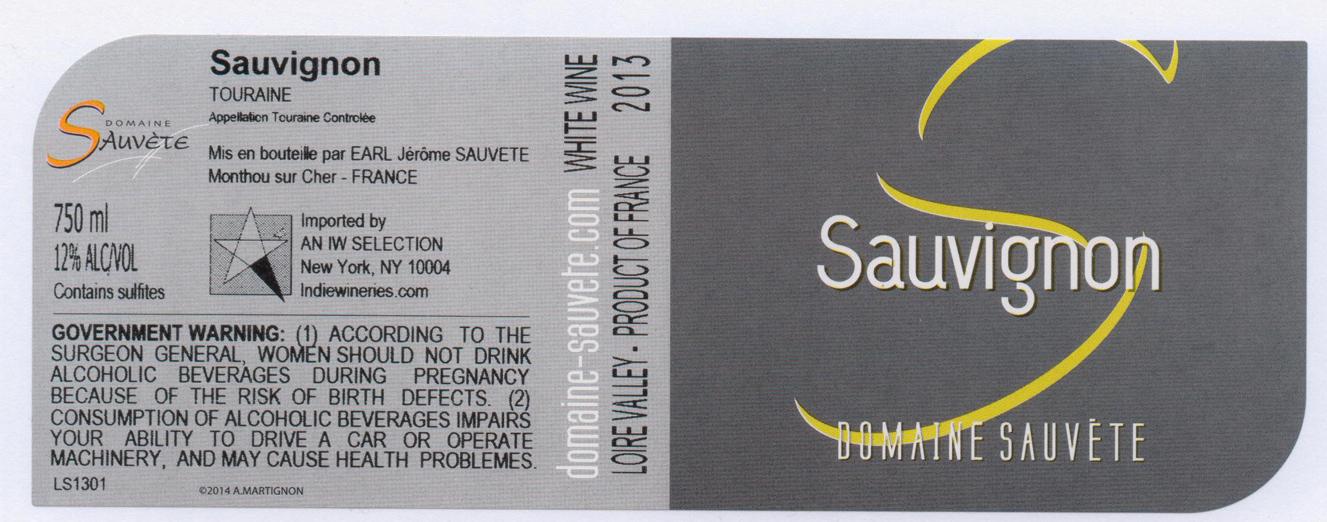 Sauvignon
TOURAINE
Appellation Touraine Controlée
DOMAINE
SAUVÈTE
Mis en bouteille par EARL Jérôme SAUVETE
Monthou sur Cher - FRANCE
750 ml
12% ALC/VOL
Contains sulfites
Imported by
AN IW SELECTION
New York, NY 10004
Indiewineries.com
GOVERNMENT WARNING: (1) ACCORDING TO THE
SURGEON GENERAL, WOMEN SHOULD NOT DRINK
ALCOHOLIC BEVERAGES DURING PREGNANCY
BECAUSE OF THE RISK OF BIRTH DEFECTS. (2)
CONSUMPTION OF ALCOHOLIC BEVERAGES IMPAIRS
YOUR ABILITY TO DRIVE A CAR OR OPERATE
MACHINERY, AND MAY CAUSE HEALTH PROBLEMES.
LS1301
©2014 A.MARTIGNON
domaine-sauvete.com WHITE WINE
LOIRE VALLEY - PRODUCT OF FRANCE 2013
Sauvignon
DOMAINE SAUVÈTE